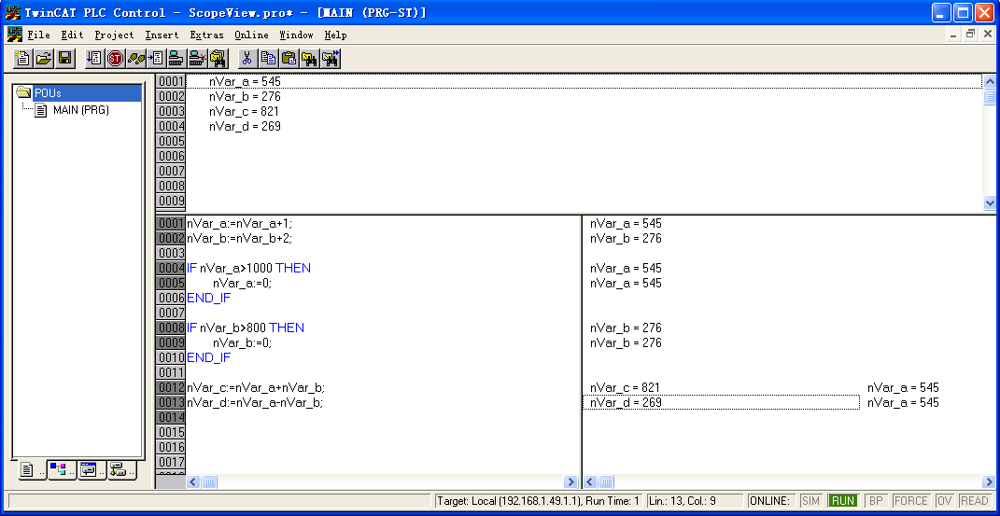 TwinCAT PLC Control - ScopeView.pro* - [MAIN (PRG-ST)]
File Edit Project Insert Extras Online Window Help
POUs
MAIN (PRG)
0001 nVar_a = 545
0002 nVar_b = 276
0003 nVar_c = 821
0004 nVar_d = 269
0005
0006
0007
0008
0009
0001 nVar_a:=nVar_a+1; nVar_a = 545
0002 nVar_b:=nVar_b+2; nVar_b = 276
0003
0004 IF nVar_a>1000 THEN nVar_a = 545
0005 nVar_a:=0; nVar_a = 545
0006 END_IF
0007
0008 IF nVar_b>800 THEN nVar_b = 276
0009 nVar_b:=0; nVar_b = 276
0010 END_IF
0011
0012 nVar_c:=nVar_a+nVar_b; nVar_c = 821 nVar_a = 545
0013 nVar_d:=nVar_a-nVar_b; nVar_d = 269 nVar_a = 545
0014
0015
0016
0017
Target: Local (192.168.1.49.1.1), Run Time: 1 Lin.: 13, Col.: 9 ONLINE: SIM RUN BP FORCE OV READ